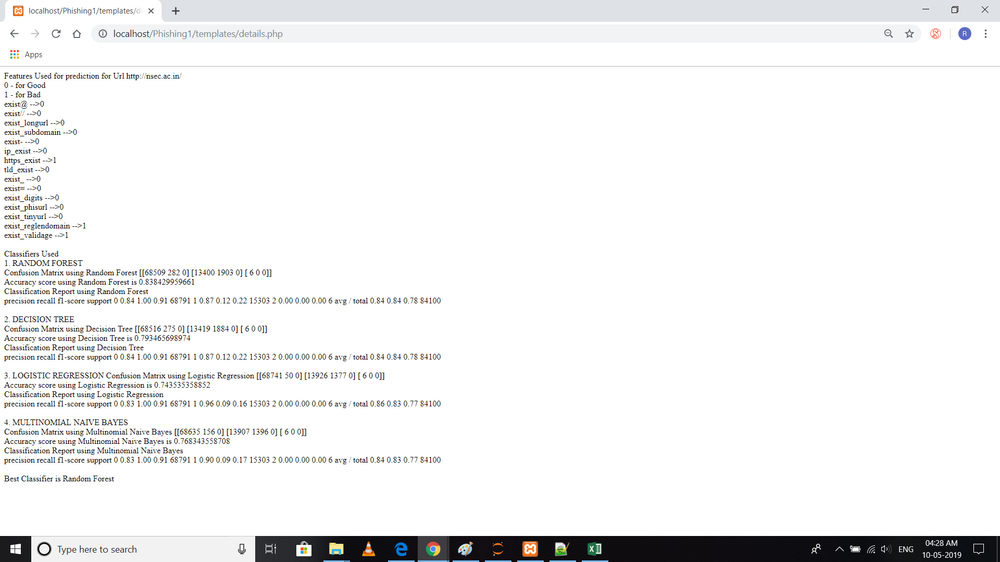 localhost/Phishing1/templates/d
localhost/Phishing1/templates/details.php
R
Apps
Features Used for prediction for Url http://nsec.ac.in/
0 - for Good
1 - for Bad
exist@ -->0
exist// -->0
exist_longurl -->0
exist_subdomain -->0
exist- -->0
ip_exist -->0
https_exist -->1
tld_exist -->0
exist_ -->0
exist= -->0
exist_digits -->0
exist_phisurl -->0
exist_tinyurl -->0
exist_reglendomain -->1
exist_validage -->1
Classifiers Used
1. RANDOM FOREST
Confusion Matrix using Random Forest [[68509 282 0] [13400 1903 0] [ 6 0 0]]
Accuracy score using Random Forest is 0.838429959661
Classification Report using Random Forest
precision recall f1-score support 0 0.84 1.00 0.91 68791 1 0.87 0.12 0.22 15303 2 0.00 0.00 0.00 6 avg / total 0.84 0.84 0.78 84100
2. DECISION TREE
Confusion Matrix using Decision Tree [[68516 275 0] [13419 1884 0] [ 6 0 0]]
Accuracy score using Decision Tree is 0.793465698974
Classification Report using Decision Tree
precision recall f1-score support 0 0.84 1.00 0.91 68791 1 0.87 0.12 0.22 15303 2 0.00 0.00 0.00 6 avg / total 0.84 0.84 0.78 84100
3. LOGISTIC REGRESSION Confusion Matrix using Logistic Regression [[68741 50 0] [13926 1377 0] [ 6 0 0]]
Accuracy score using Logistic Regression is 0.743535358852
Classification Report using Logistic Regression
precision recall f1-score support 0 0.83 1.00 0.91 68791 1 0.96 0.09 0.16 15303 2 0.00 0.00 0.00 6 avg / total 0.86 0.83 0.77 84100
4. MULTINOMIAL NAIVE BAYES
Confusion Matrix using Multinomial Naive Bayes [[68635 156 0] [13907 1396 0] [ 6 0 0]]
Accuracy score using Multinomial Naive Bayes is 0.768343558708
Classification Report using Multinomial Naive Bayes
precision recall f1-score support 0 0.83 1.00 0.91 68791 1 0.90 0.09 0.17 15303 2 0.00 0.00 0.00 6 avg / total 0.84 0.83 0.77 84100
Best Classifier is Random Forest
Type here to search
ENG
04:28 AM
10-05-2019